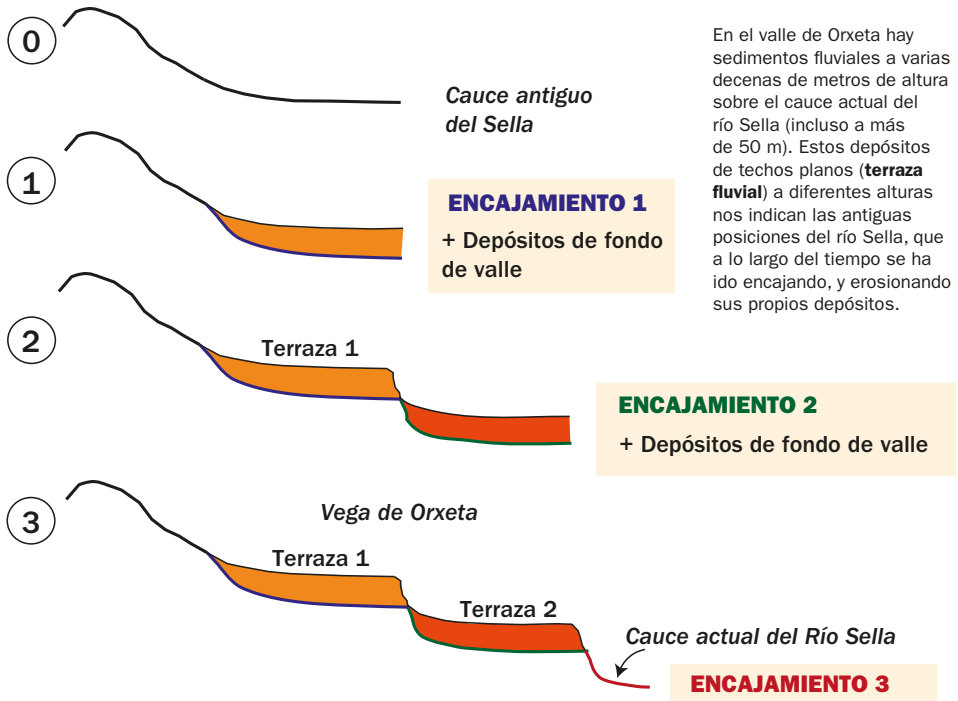 0
Cauce antiguo
del Sella
En el valle de Orxeta hay
sedimentos fluviales a varias
decenas de metros de altura
sobre el cauce actual del
río Sella (incluso a más
de 50 m). Estos depósitos
de techos planos (terraza
fluvial) a diferentes alturas
nos indican las antiguas
posiciones del río Sella, que
a lo largo del tiempo se ha
ido encajando, y erosionando
sus propios depósitos.
1
ENCAJAMIENTO 1
+ Depósitos de fondo
de valle
2
Terraza 1
ENCAJAMIENTO 2
+ Depósitos de fondo de valle
3
Vega de Orxeta
Terraza 1
Terraza 2
Cauce actual del Río Sella
ENCAJAMIENTO 3